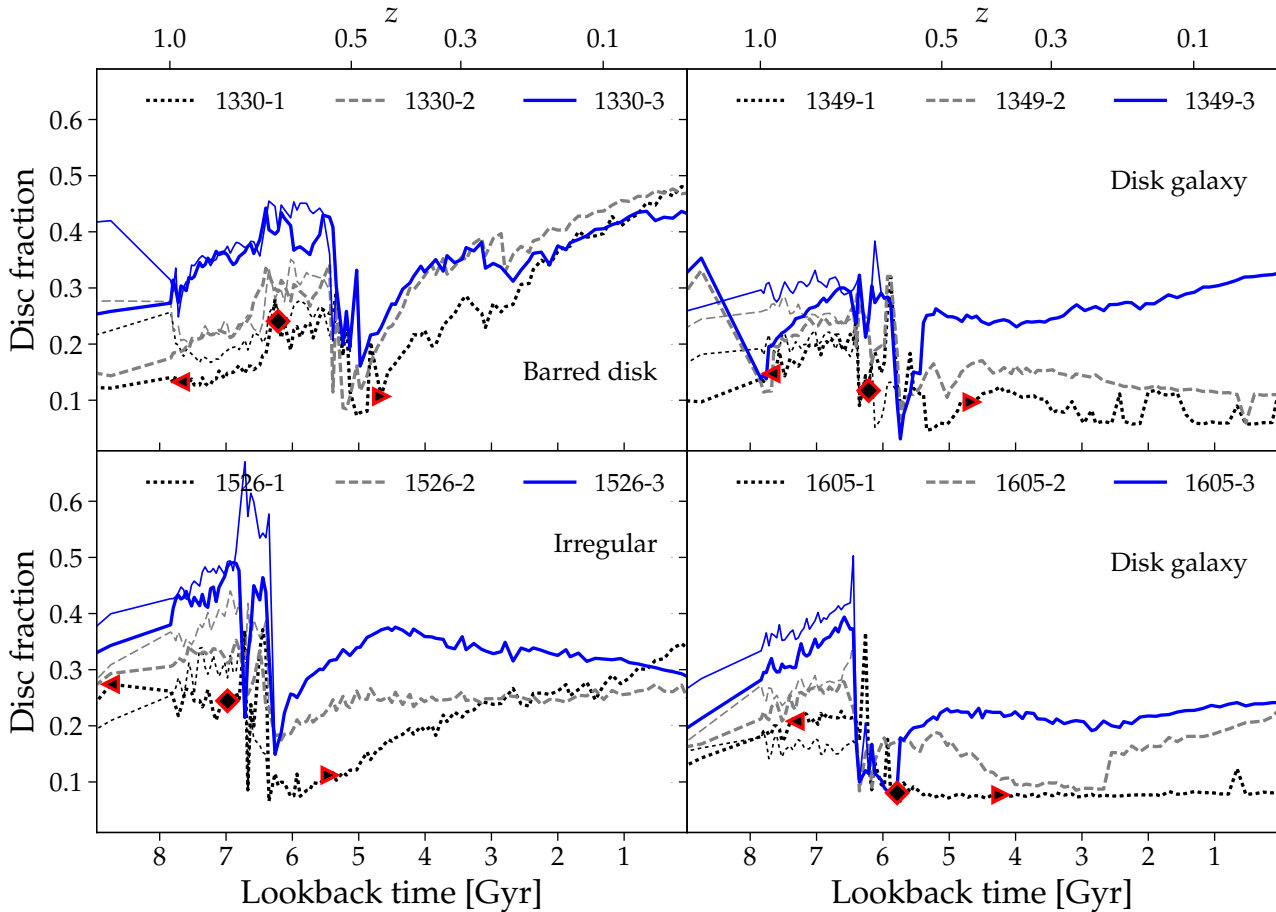 z z
1.0 0.5 0.3 0.1 1.0 0.5 0.3 0.1
1330-1 1330-2 1330-3
1349-1 1349-2 1349-3
Disc fraction
0.6
0.5
0.4
0.3
0.2
0.1
Barred disk
Disk galaxy
1526-1 1526-2 1526-3
1605-1 1605-2 1605-3
Disc fraction
0.6
0.5
0.4
0.3
0.2
0.1
Irregular
Disk galaxy
8 7 6 5 4 3 2 1 8 7 6 5 4 3 2 1
Lookback time [Gyr] Lookback time [Gyr]